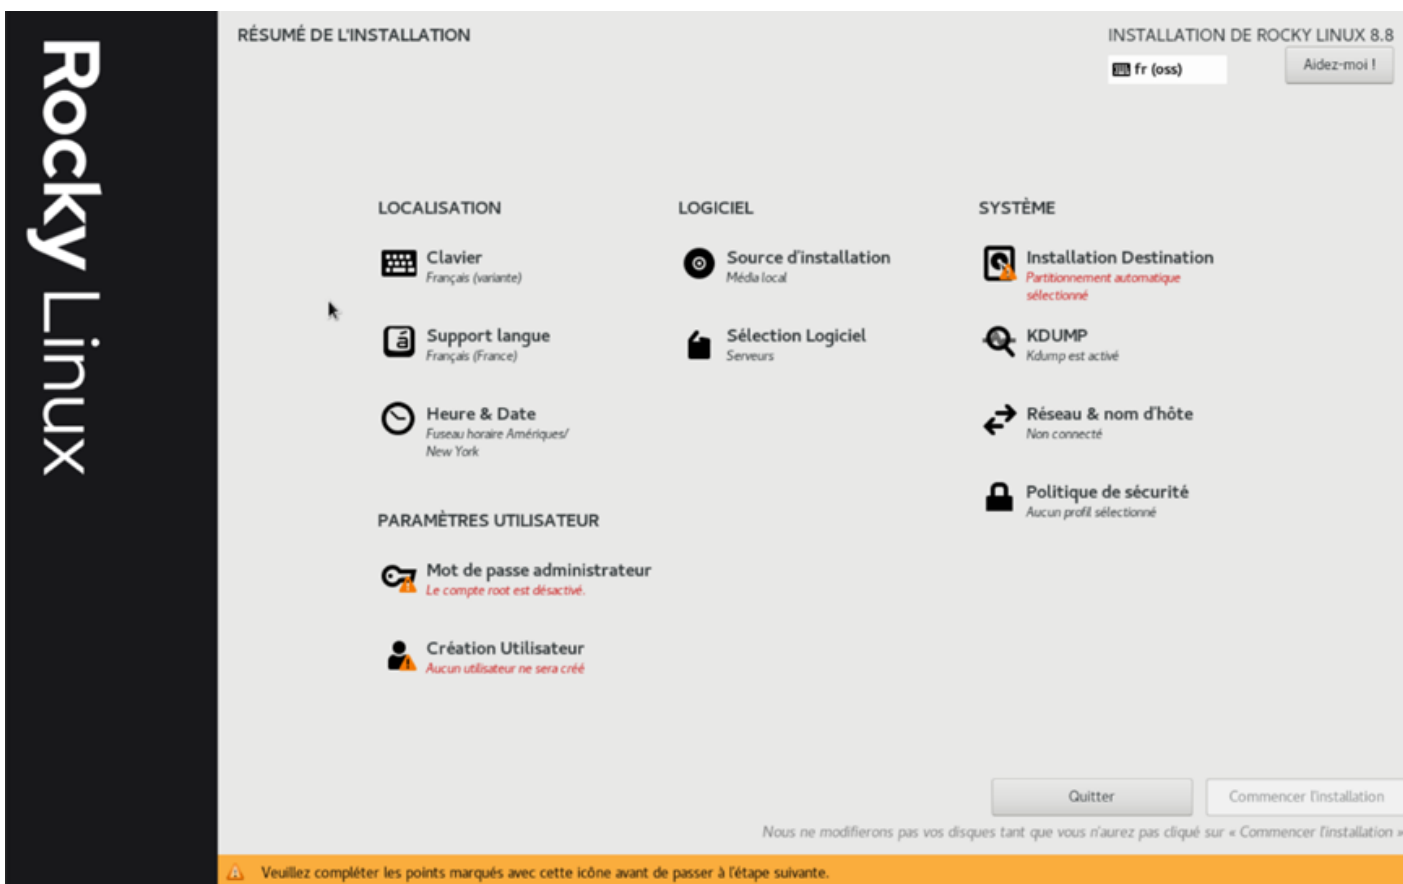 Rocky Linux
RÉSUMÉ DE L'INSTALLATION
INSTALLATION DE ROCKY LINUX 8.8
fr (oss)
Aidez-moi !
LOCALISATION
Clavier
Français (variante)
Support langue
Français (France)
Heure & Date
Fuseau horaire Amériques/
New York
LOGICIEL
Source d'installation
Média local
Sélection Logiciel
Serveurs
SYSTÈME
Installation Destination
Partitionnement automatique
sélectionné
KDUMP
Kdump est activé
Réseau & nom d'hôte
Non connecté
Politique de sécurité
Aucun profil sélectionné
PARAMÈTRES UTILISATEUR
Mot de passe administrateur
Le compte root est désactivé.
Création Utilisateur
Aucun utilisateur ne sera créé
Quitter
Commencer l'installation
Nous ne modifierons pas vos disques tant que vous n'aurez pas cliqué sur « Commencer l'installation »
Veuillez compléter les points marqués avec cette icône avant de passer à l'étape suivante.